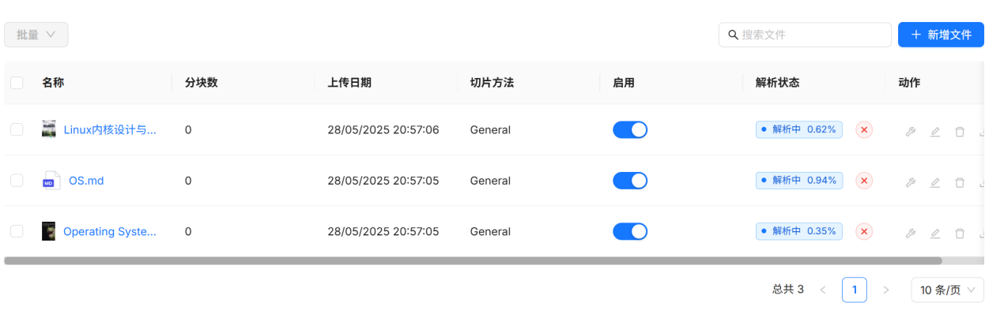 批量
搜索文件
+ 新增文件
名称 分块数 上传日期 切片方法 启用 解析状态 动作
Linux内核设计与... 0 28/05/2025 20:57:06 General 解析中 0.62%
MD OS.md 0 28/05/2025 20:57:05 General 解析中 0.94%
Operating Syste... 0 28/05/2025 20:57:05 General 解析中 0.35%
总共 3 < 1 > 10 条/页